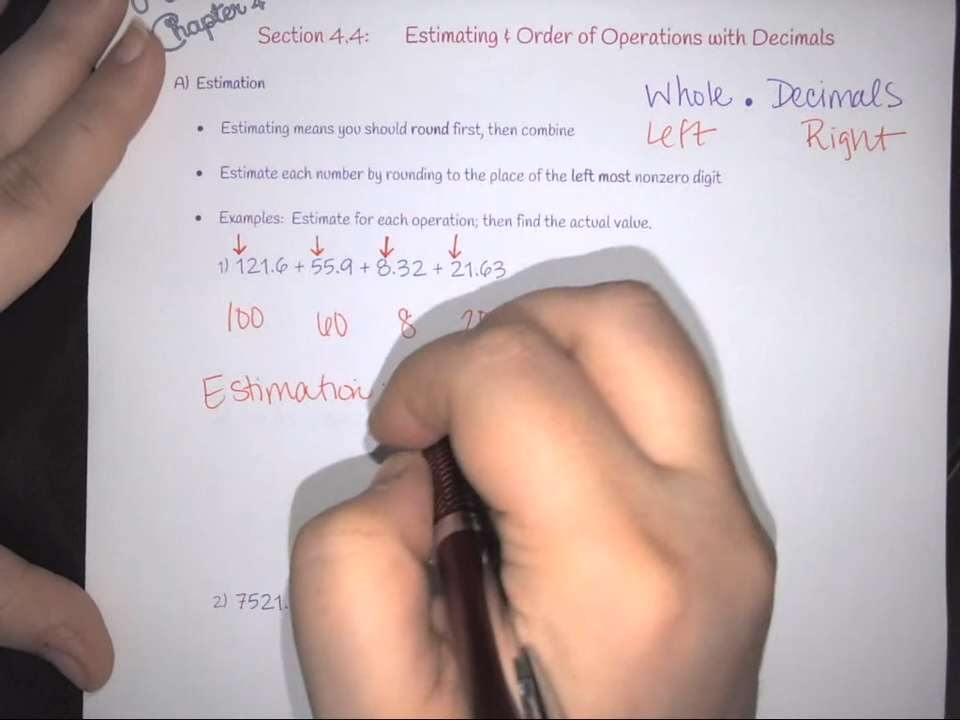 Chapter 4
Section 4.4: Estimating & Order of Operations with Decimals
A) Estimation
Whole . Decimals
Left Right
• Estimating means you should round first, then combine
• Estimate each number by rounding to the place of the left most nonzero digit
• Examples: Estimate for each operation; then find the actual value.
1) 121.6 + 55.9 + 8.32 + 21.63
100 60 8
Estimation
2) 7521.